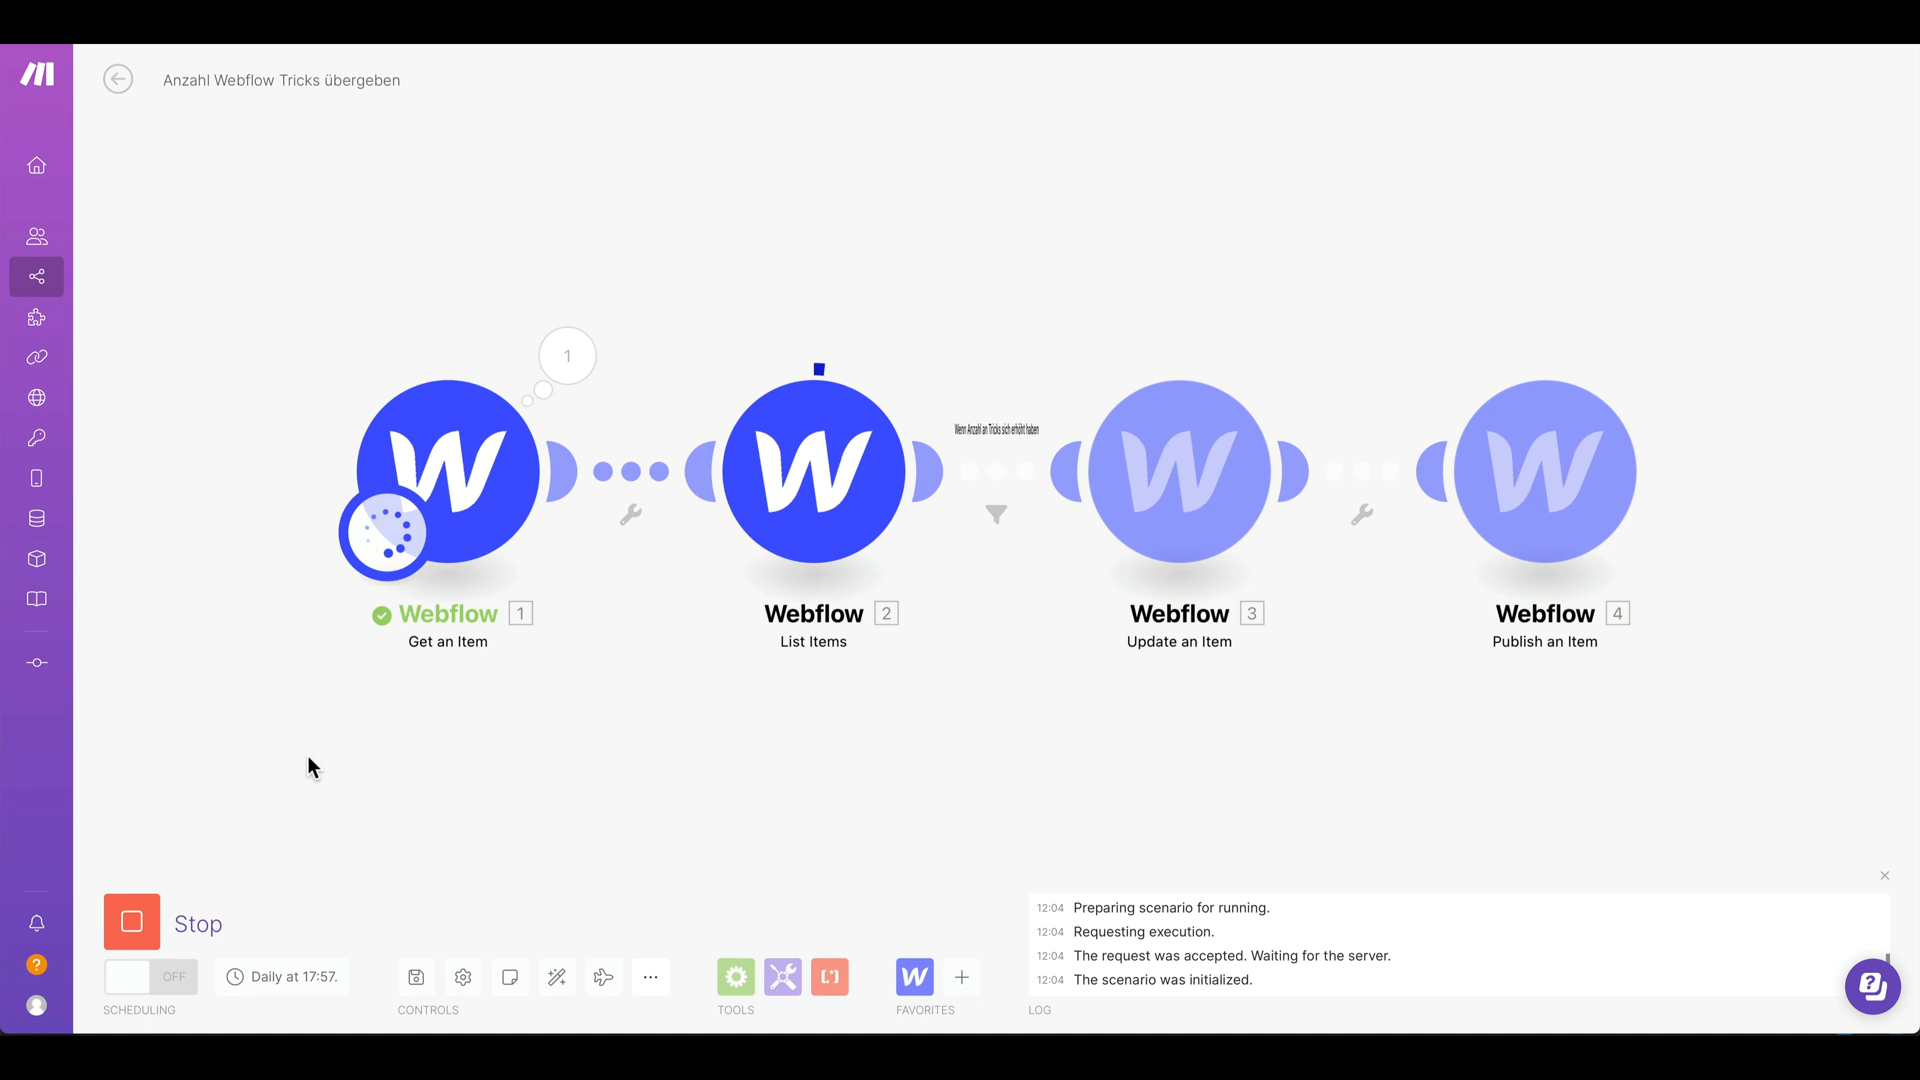 Anzahl Webflow Tricks übergeben
1
Wenn Anzahl an Tricks sich erhöht haben
Webflow 1
Get an Item
Webflow 2
List Items
Webflow 3
Update an Item
Webflow 4
Publish an Item
Stop
OFF
Daily at 17:57.
SCHEDULING
CONTROLS
TOOLS
FAVORITES
12:04 Preparing scenario for running.
12:04 Requesting execution.
12:04 The request was accepted. Waiting for the server.
12:04 The scenario was initialized.
LOG